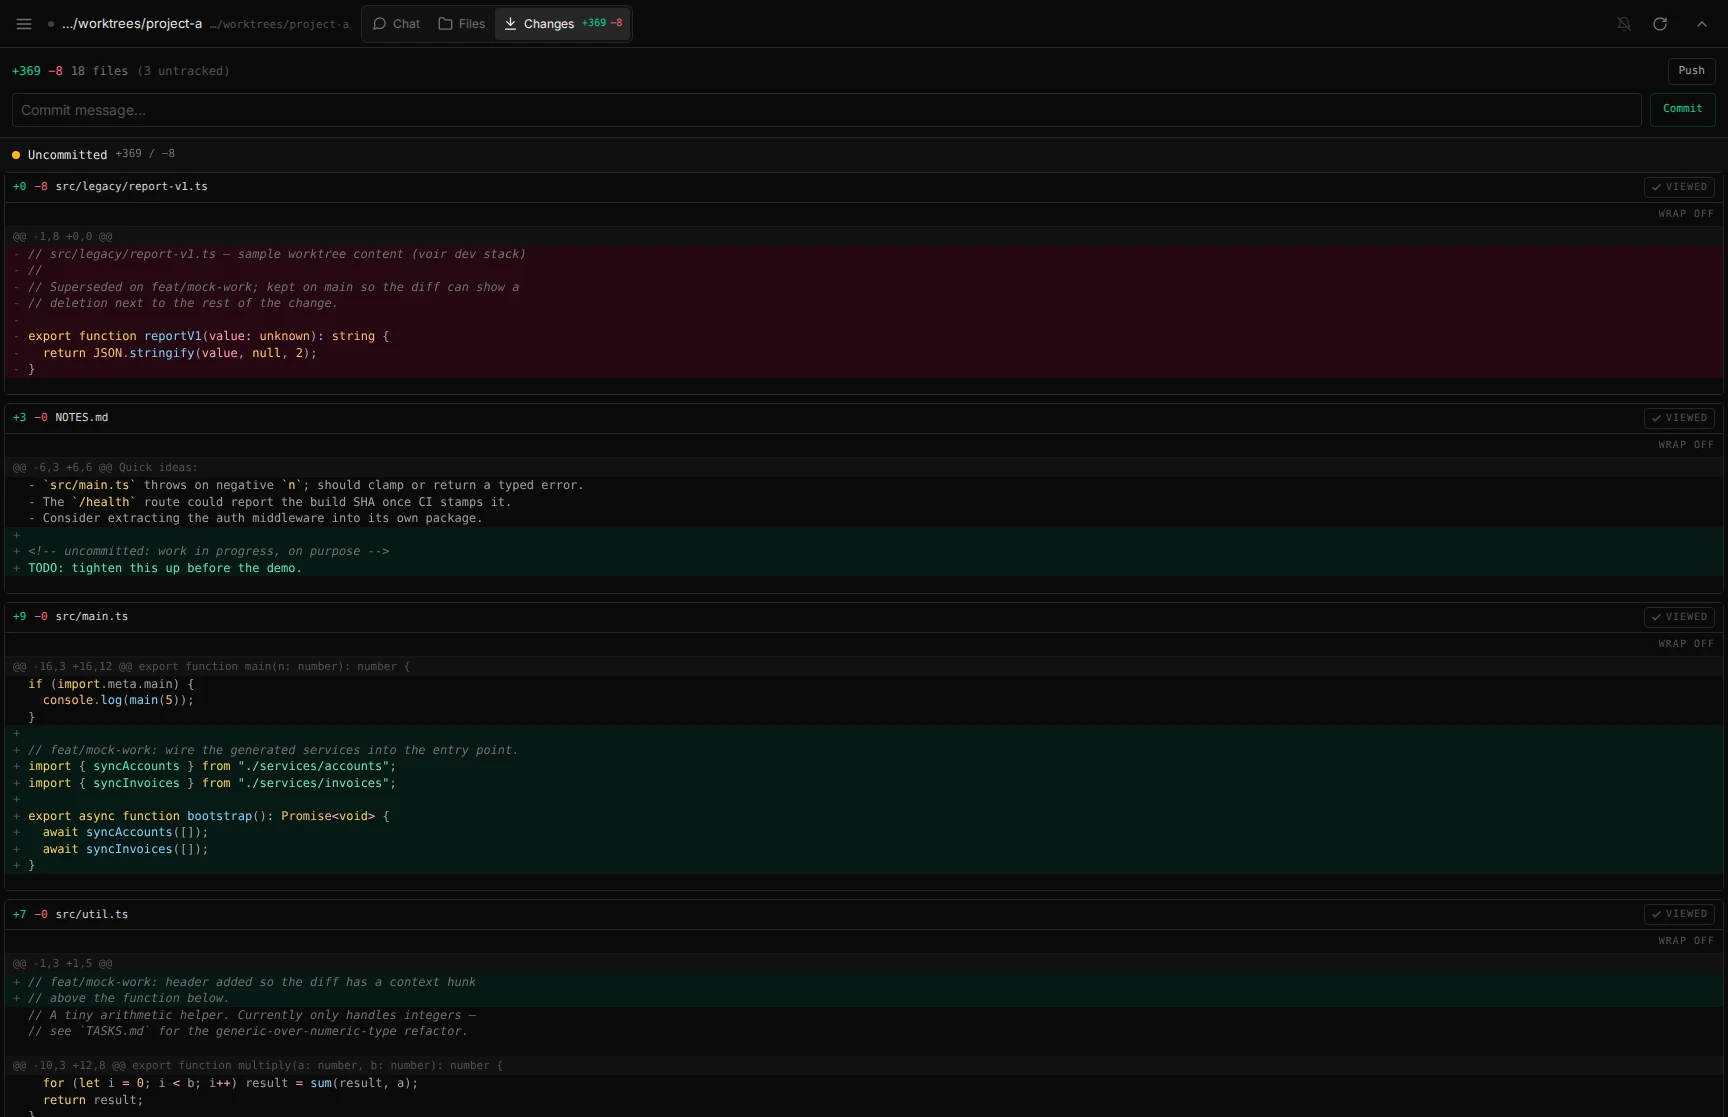 .../worktrees/project-a …/worktrees/project-a Chat Files Changes +369 −8
+369 −8 18 files (3 untracked) Push
Commit message... Commit
Uncommitted +369 / −8
+0 −8 src/legacy/report-v1.ts VIEWED
WRAP OFF
@@ -1,8 +0,0 @@
- // src/legacy/report-v1.ts — sample worktree content (voir dev stack)
- //
- // Superseded on feat/mock-work; kept on main so the diff can show a
- // deletion next to the rest of the change.
-
- export function reportV1(value: unknown): string {
-   return JSON.stringify(value, null, 2);
- }
+3 −0 NOTES.md VIEWED
WRAP OFF
@@ -6,3 +6,6 @@ Quick ideas:
- `src/main.ts` throws on negative `n`; should clamp or return a typed error.
- The `/health` route could report the build SHA once CI stamps it.
- Consider extracting the auth middleware into its own package.
+
+ <!-- uncommitted: work in progress, on purpose -->
+ TODO: tighten this up before the demo.
+9 −0 src/main.ts VIEWED
WRAP OFF
@@ -16,3 +16,12 @@ export function main(n: number): number {
if (import.meta.main) {
  console.log(main(5));
}
+
+ // feat/mock-work: wire the generated services into the entry point.
+ import { syncAccounts } from "./services/accounts";
+ import { syncInvoices } from "./services/invoices";
+
+ export async function bootstrap(): Promise<void> {
+   await syncAccounts([]);
+   await syncInvoices([]);
+ }
+7 −0 src/util.ts VIEWED
WRAP OFF
@@ -1,3 +1,5 @@
+ // feat/mock-work: header added so the diff has a context hunk
+ // above the function below.
// A tiny arithmetic helper. Currently only handles integers —
// see `TASKS.md` for the generic-over-numeric-type refactor.
@@ -10,3 +12,8 @@ export function multiply(a: number, b: number): number {
  for (let i = 0; i < b; i++) result = sum(result, a);
  return result;
}